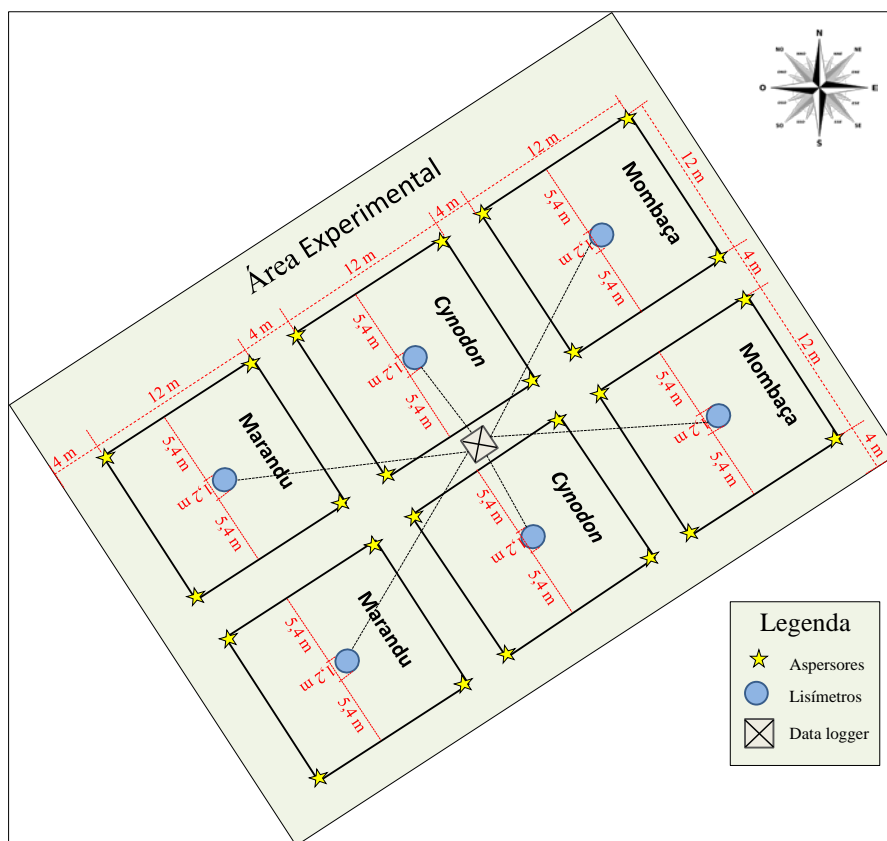 N
NO
NE
O
E
SO
SE
S
Área Experimental
4 m
12 m
4 m
12 m
4 m
12 m
12 m
4 m
12 m
4 m
Mombaça
5,4 m
1,2 m
5,4 m
Cynodon
5,4 m
1,2 m
5,4 m
Marandu
5,4 m
1,2 m
5,4 m
Mombaça
5,4 m
1,2 m
5,4 m
Cynodon
5,4 m
1,2 m
5,4 m
Marandu
5,4 m
1,2 m
5,4 m
Legenda
Aspersores
Lisímetros
Data logger